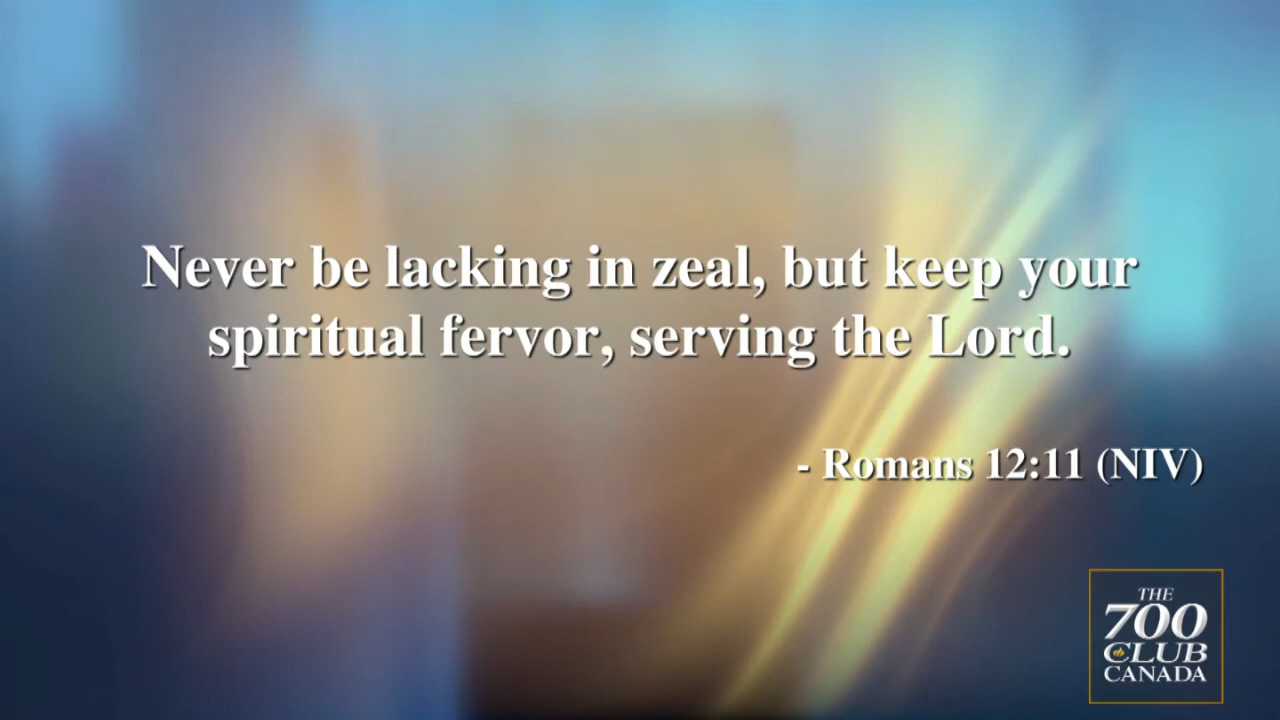 Never be lacking in zeal, but keep your
spiritual fervor, serving the Lord.
- Romans 12:11 (NIV)
THE
700
CLUB
CANADA